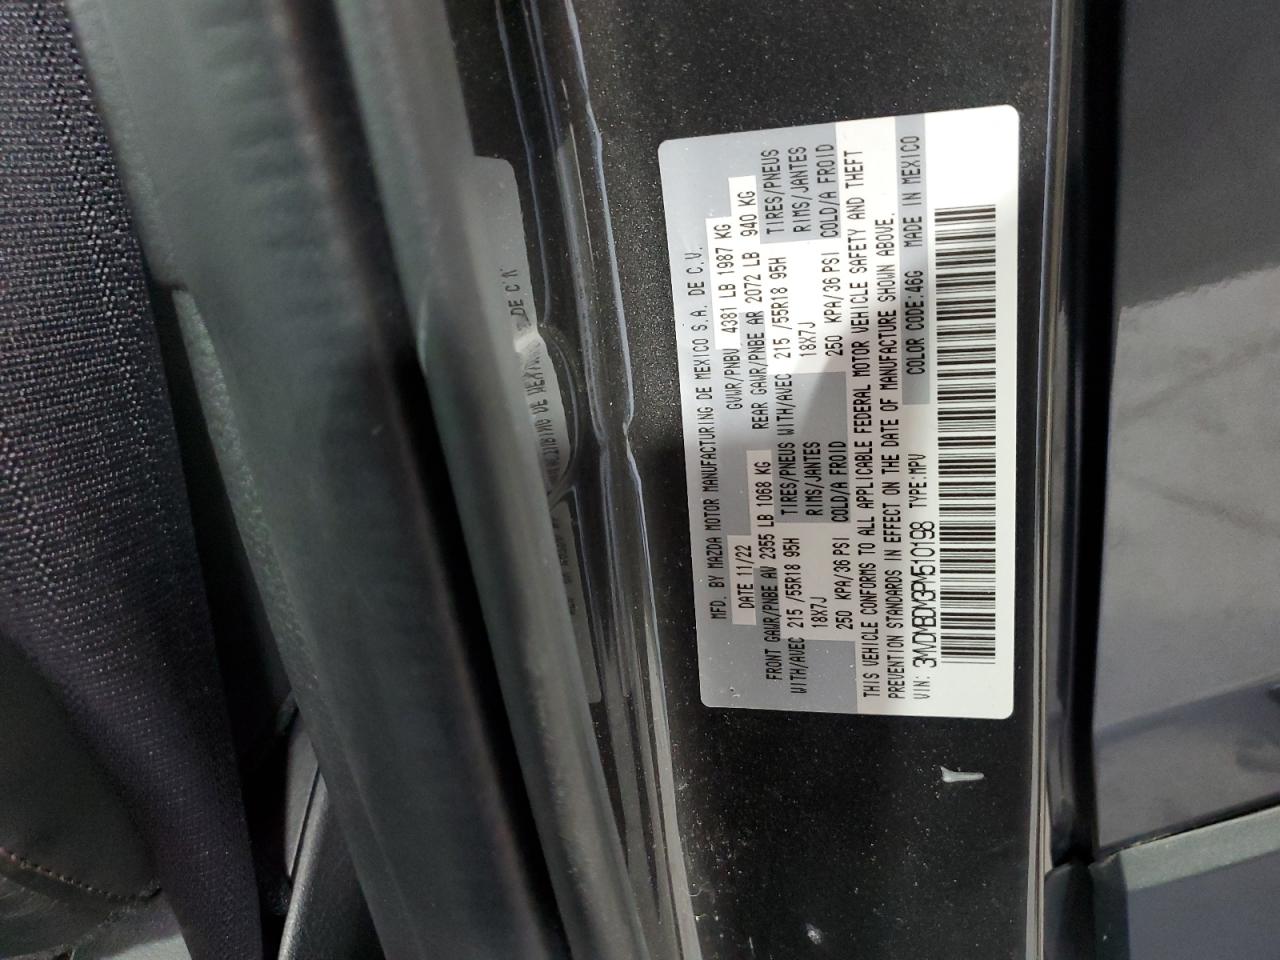 MFD. BY MAZDA MOTOR MANUFACTURING DE MEXICO S.A. DE C.V.
DATE 11/22 GVWR/PNBV 4381 LB 1987 KG
FRONT GAWR/PNBE AV 2355 LB 1068 KG REAR GAWR/PNBE AR 2072 LB 940 KG
WITH/AVEC 215 /55R18 95H TIRES/PNEUS WITH/AVEC 215 /55R18 95H TIRES/PNEUS
18X7J RIMS/JANTES 18X7J RIMS/JANTES
250 KPA/36 PSI COLD/A FROID 250 KPA/36 PSI COLD/A FROID
THIS VEHICLE CONFORMS TO ALL APPLICABLE FEDERAL MOTOR VEHICLE SAFETY AND THEFT
PREVENTION STANDARDS IN EFFECT ON THE DATE OF MANUFACTURE SHOWN ABOVE.
VIN: 3MVDMBDM3PM510198 TYPE:MPV COLOR CODE:46G MADE IN MEXICO